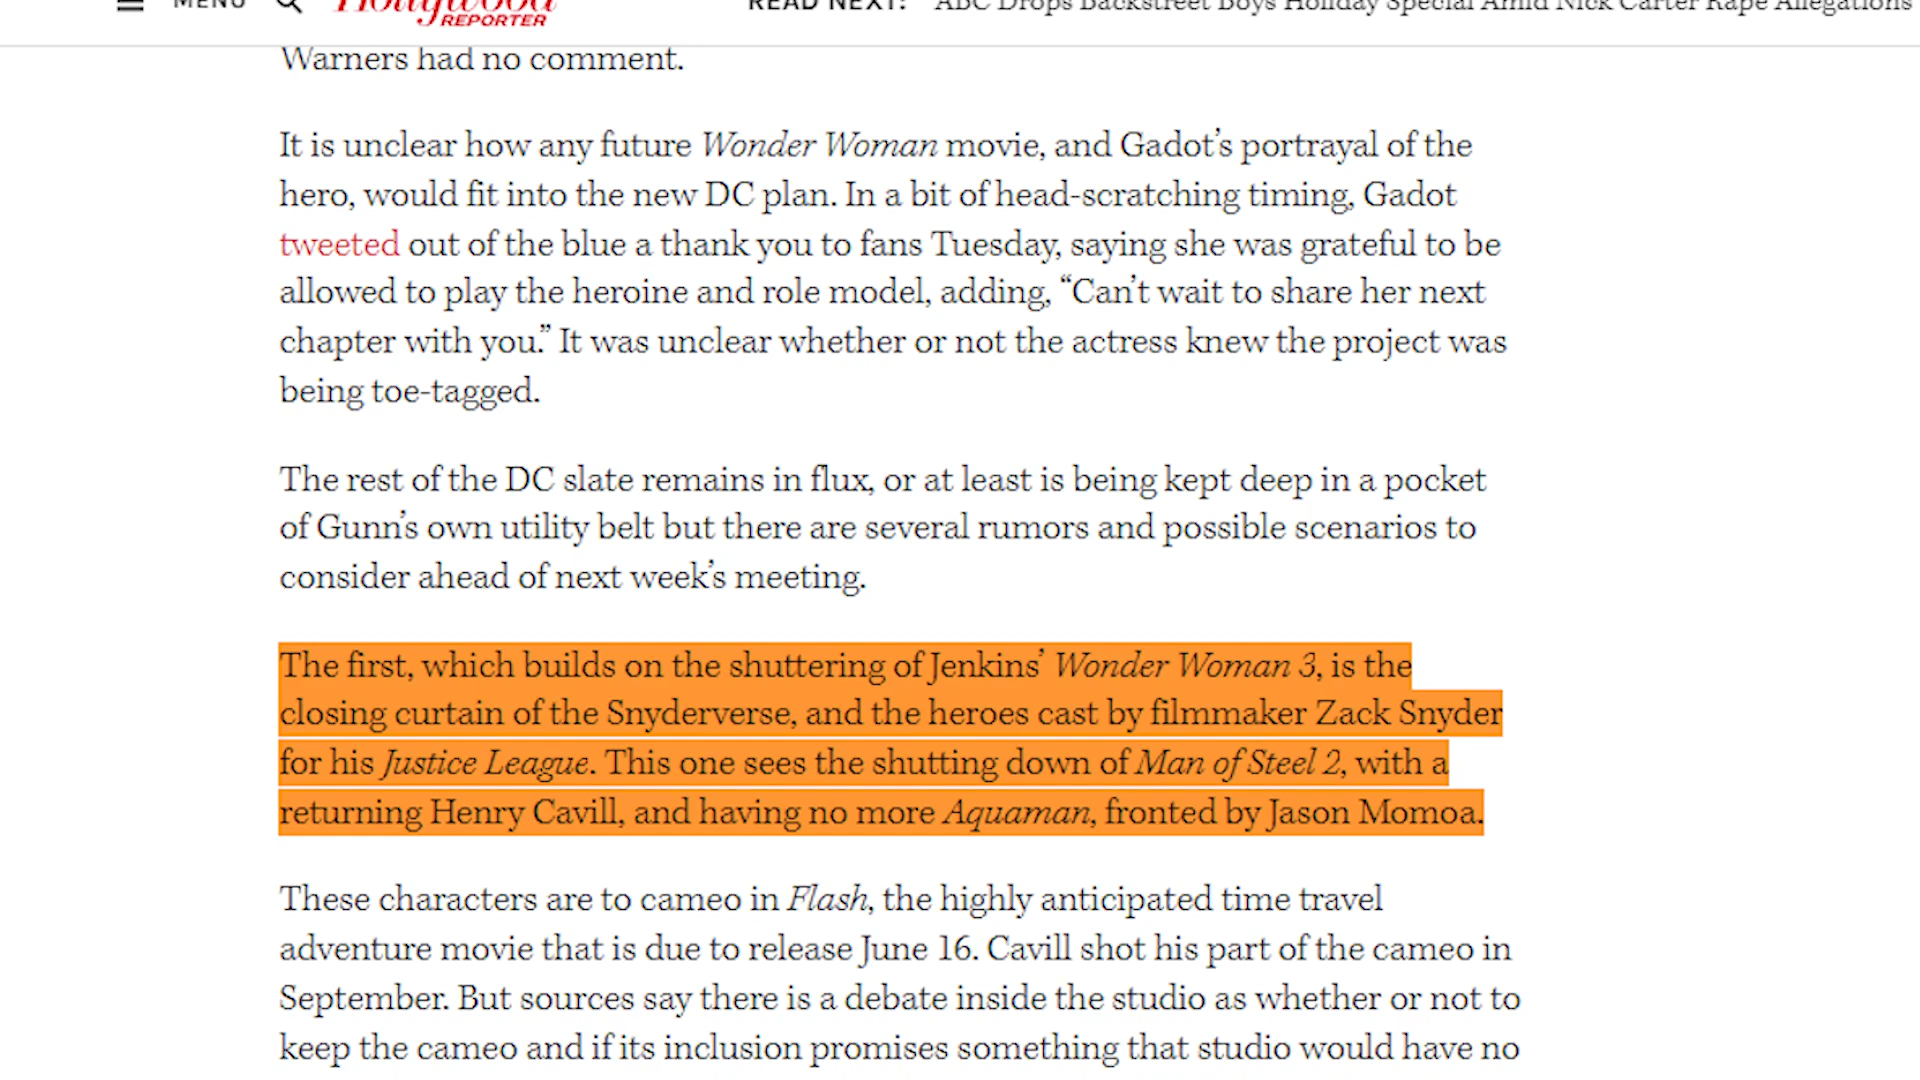 MENU
Hollywood
REPORTER
READ NEXT: ABC Drops Backstreet Boys Holiday Special Amid Nick Carter Rape Allegations
Warners had no comment.
It is unclear how any future Wonder Woman movie, and Gadot’s portrayal of the
hero, would fit into the new DC plan. In a bit of head-scratching timing, Gadot
tweeted out of the blue a thank you to fans Tuesday, saying she was grateful to be
allowed to play the heroine and role model, adding, “Can’t wait to share her next
chapter with you.” It was unclear whether or not the actress knew the project was
being toe-tagged.
The rest of the DC slate remains in flux, or at least is being kept deep in a pocket
of Gunn’s own utility belt but there are several rumors and possible scenarios to
consider ahead of next week’s meeting.
The first, which builds on the shuttering of Jenkins’ Wonder Woman 3, is the
closing curtain of the Snyderverse, and the heroes cast by filmmaker Zack Snyder
for his Justice League. This one sees the shutting down of Man of Steel 2, with a
returning Henry Cavill, and having no more Aquaman, fronted by Jason Momoa.
These characters are to cameo in Flash, the highly anticipated time travel
adventure movie that is due to release June 16. Cavill shot his part of the cameo in
September. But sources say there is a debate inside the studio as whether or not to
keep the cameo and if its inclusion promises something that studio would have no